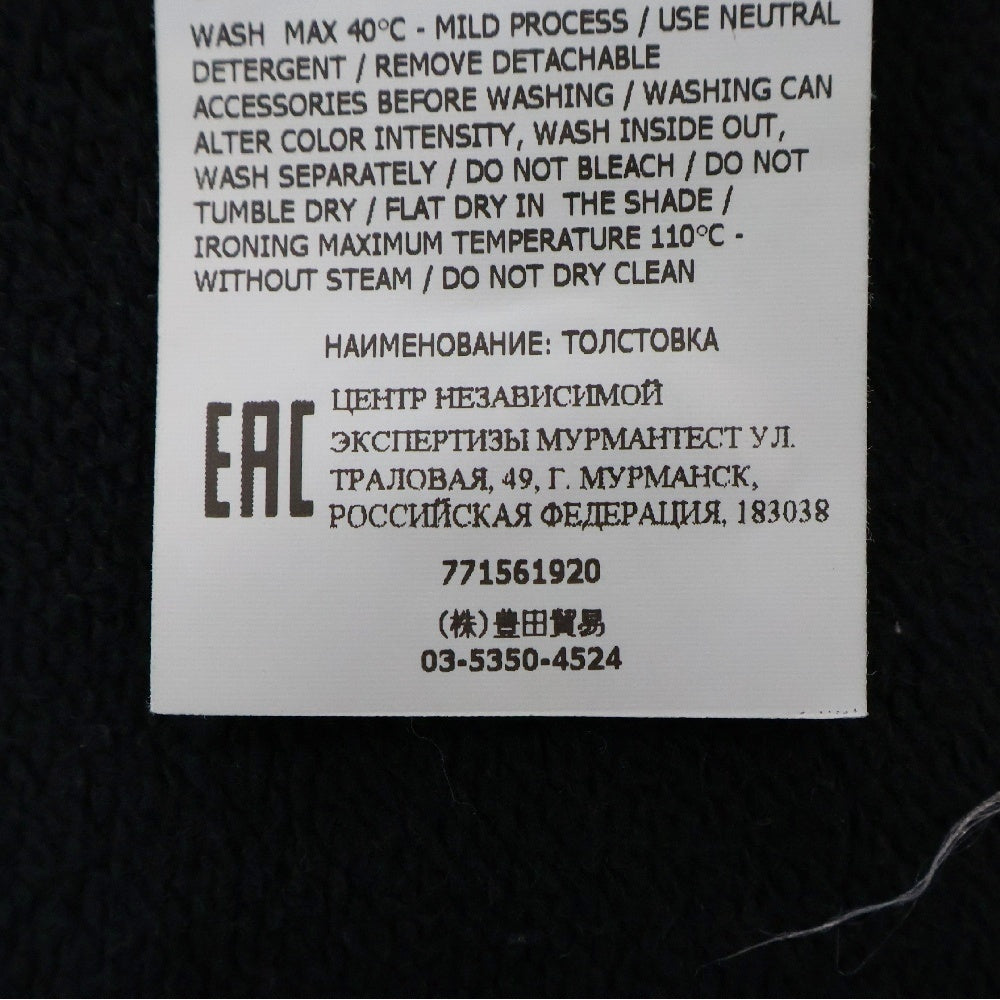 WASH MAX 40°C - MILD PROCESS / USE NEUTRAL
DETERGENT / REMOVE DETACHABLE
ACCESSORIES BEFORE WASHING / WASHING CAN
ALTER COLOR INTENSITY, WASH INSIDE OUT,
WASH SEPARATELY / DO NOT BLEACH / DO NOT
TUMBLE DRY / FLAT DRY IN THE SHADE /
IRONING MAXIMUM TEMPERATURE 110°C -
WITHOUT STEAM / DO NOT DRY CLEAN
НАИМЕНОВАНИЕ: ТОЛСТОВКА
EAC
ЦЕНТР НЕЗАВИСИМОЙ
ЭКСПЕРТИЗЫ МУРМАНТЕСТ УЛ.
ТРАЛОВАЯ, 49, Г. МУРМАНСК,
РОССИЙСКАЯ ФЕДЕРАЦИЯ, 183038
771561920
(株)豊田貿易
03-5350-4524